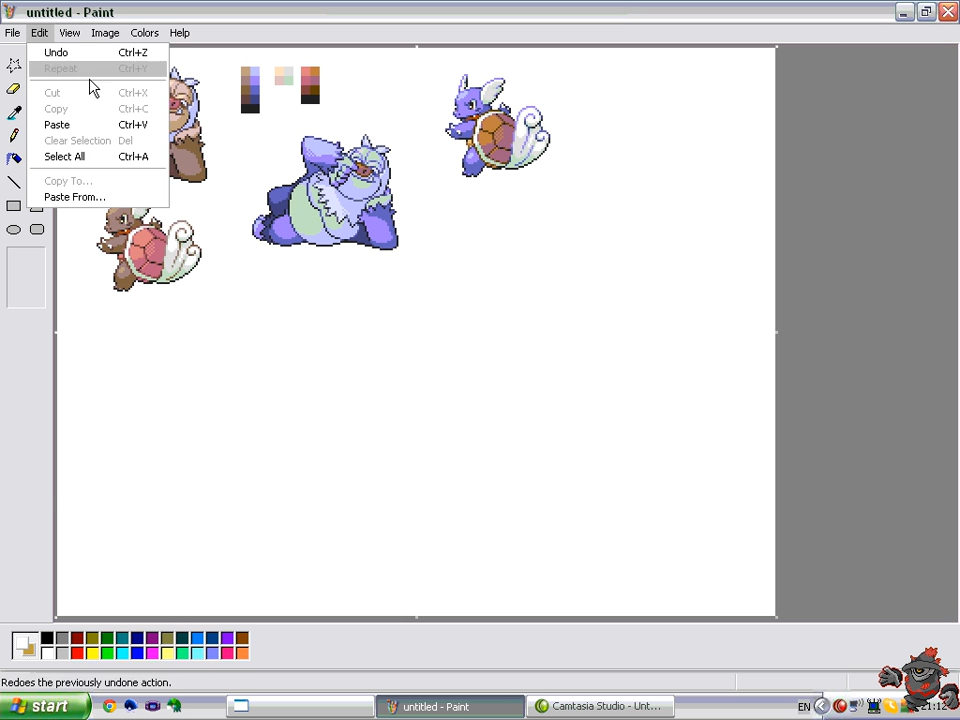 untitled - Paint
File Edit View Image Colors Help
Undo Ctrl+Z
Repeat Ctrl+Y
Cut Ctrl+X
Copy Ctrl+C
Paste Ctrl+V
Clear Selection Del
Select All Ctrl+A
Copy To...
Paste From...
Redoes the previously undone action.
start
untitled - Paint
Camtasia Studio - Unt...
EN
21:12